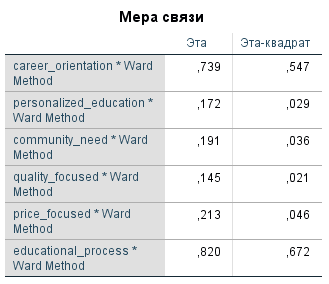 Мера связи
Эта Эта-квадрат
career_orientation * Ward ,739 ,547
Method
personalized_education * ,172 ,029
Ward Method
community_need * Ward ,191 ,036
Method
quality_focused * Ward ,145 ,021
Method
price_focused * Ward ,213 ,046
Method
educational_process * ,820 ,672
Ward Method